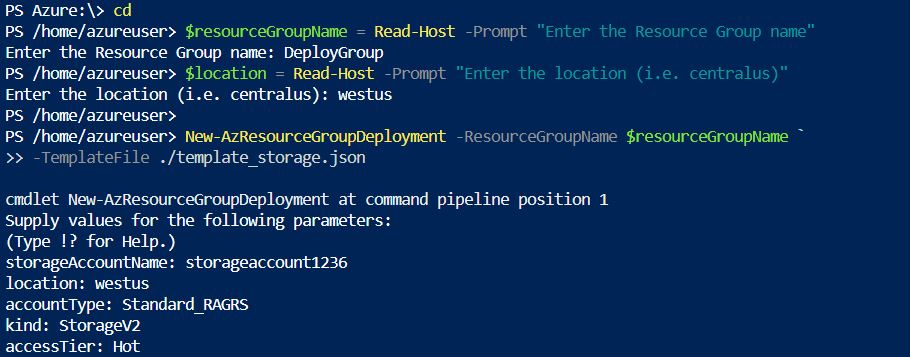 PS Azure:\> cd
PS /home/azureuser> $resourceGroupName = Read-Host -Prompt "Enter the Resource Group name"
Enter the Resource Group name: DeployGroup
PS /home/azureuser> $location = Read-Host -Prompt "Enter the location (i.e. centralus)"
Enter the location (i.e. centralus): westus
PS /home/azureuser>
PS /home/azureuser> New-AzResourceGroupDeployment -ResourceGroupName $resourceGroupName `
>> -TemplateFile ./template_storage.json
cmdlet New-AzResourceGroupDeployment at command pipeline position 1
Supply values for the following parameters:
(Type !? for Help.)
storageAccountName: storageaccount1236
location: westus
accountType: Standard_RAGRS
kind: StorageV2
accessTier: Hot